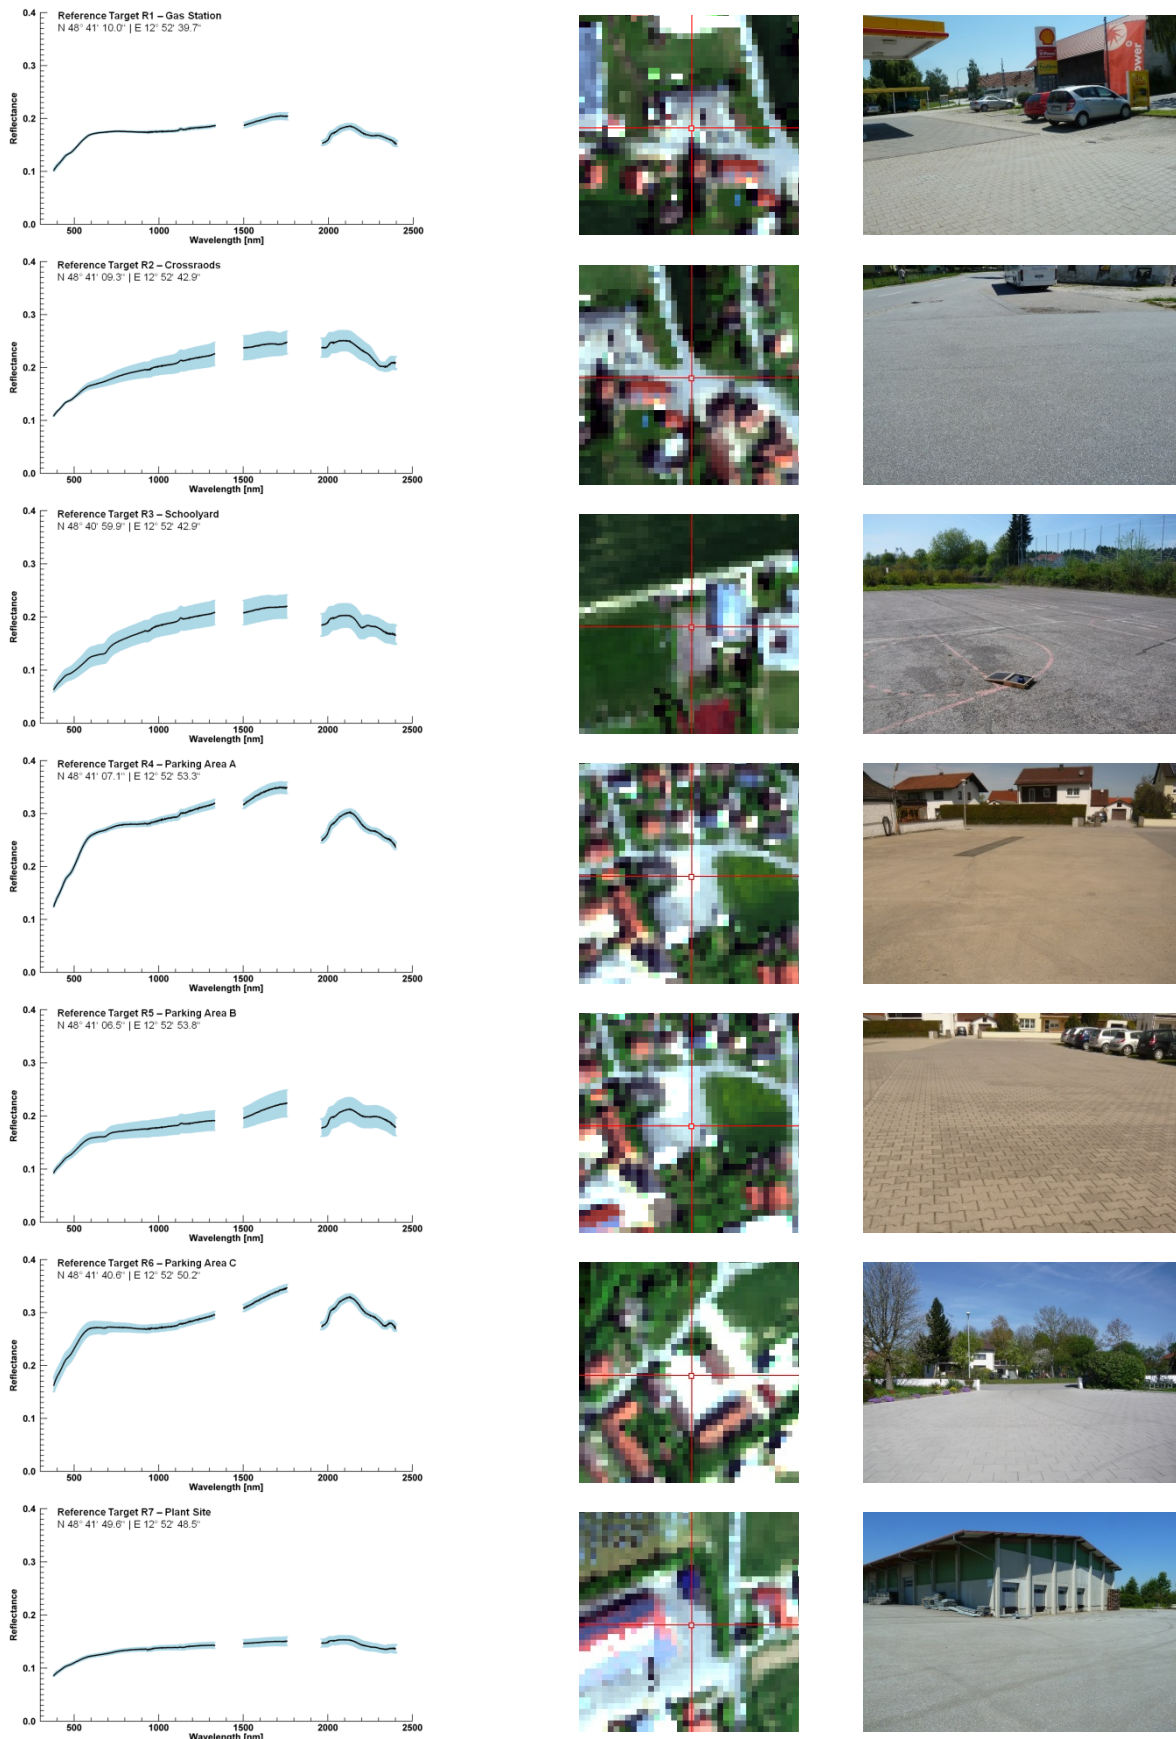 Reference Target R1 – Gas Station
N 48° 41' 10.0" | E 12° 52' 39.7"
0.4
0.3
0.2
0.1
0.0
Reflectance
500 1000 1500 2000 2500
Wavelength [nm]
Reference Target R2 – Crossraods
N 48° 41' 09.3" | E 12° 52' 42.9"
0.4
0.3
0.2
0.1
0.0
Reflectance
500 1000 1500 2000 2500
Wavelength [nm]
Reference Target R3 – Schoolyard
N 48° 40' 59.9" | E 12° 52' 42.9"
0.4
0.3
0.2
0.1
0.0
Reflectance
500 1000 1500 2000 2500
Wavelength [nm]
Reference Target R4 – Parking Area A
N 48° 41' 07.1" | E 12° 52' 53.3"
0.4
0.3
0.2
0.1
0.0
Reflectance
500 1000 1500 2000 2500
Wavelength [nm]
Reference Target R5 – Parking Area B
N 48° 41' 06.5" | E 12° 52' 53.8"
0.4
0.3
0.2
0.1
0.0
Reflectance
500 1000 1500 2000 2500
Wavelength [nm]
Reference Target R6 – Parking Area C
N 48° 41' 40.6" | E 12° 52' 50.2"
0.4
0.3
0.2
0.1
0.0
Reflectance
500 1000 1500 2000 2500
Wavelength [nm]
Reference Target R7 – Plant Site
N 48° 41' 49.6" | E 12° 52' 48.5"
0.4
0.3
0.2
0.1
0.0
Reflectance
500 1000 1500 2000 2500
Wavelength [nm]